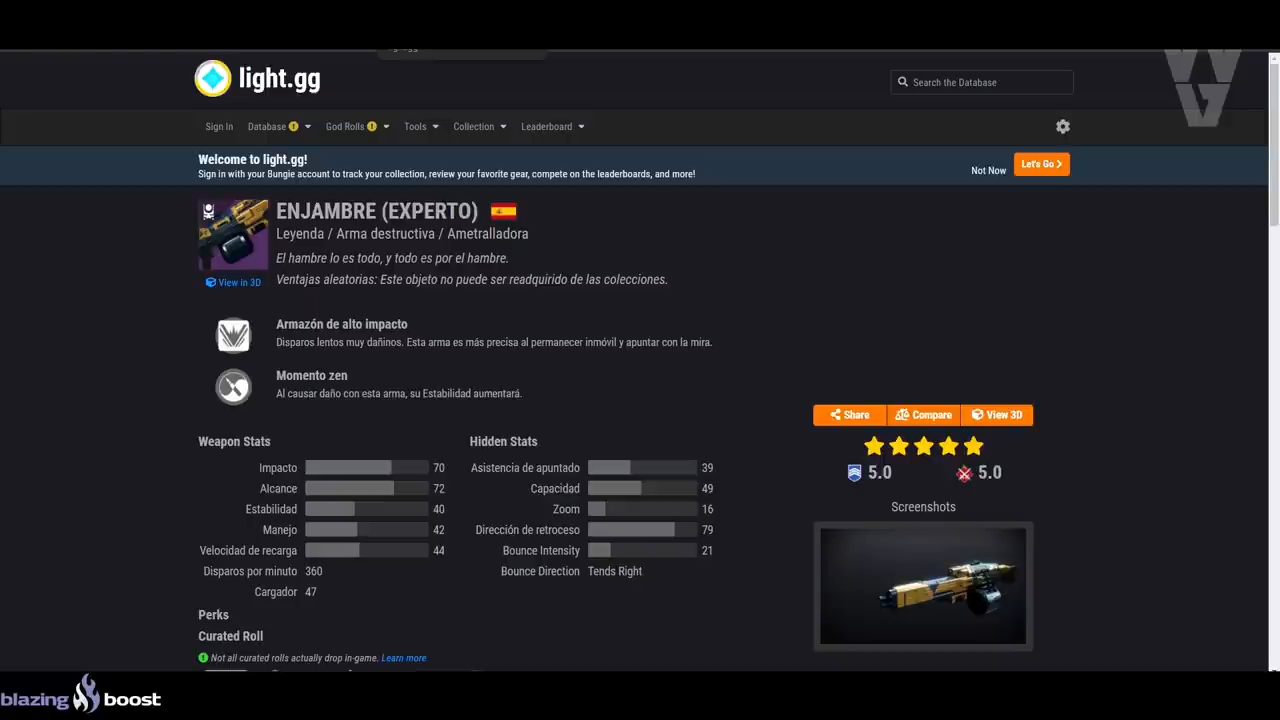 light.gg
Search the Database
Sign In Database God Rolls Tools Collection Leaderboard
Welcome to light.gg!
Sign in with your Bungie account to track your collection, review your favorite gear, compete on the leaderboards, and more!
Not Now Let's Go
ENJAMBRE (EXPERTO)
Leyenda / Arma destructiva / Ametralladora
El hambre lo es todo, y todo es por el hambre.
Ventajas aleatorias: Este objeto no puede ser readquirido de las colecciones.
View in 3D
Armazón de alto impacto
Disparos lentos muy dañinos. Esta arma es más precisa al permanecer inmóvil y apuntar con la mira.
Momento zen
Al causar daño con esta arma, su Estabilidad aumentará.
Share Compare View 3D
5.0 5.0
Screenshots
Weapon Stats
Impacto 70
Alcance 72
Estabilidad 40
Manejo 42
Velocidad de recarga 44
Disparos por minuto 360
Cargador 47
Hidden Stats
Asistencia de apuntado 39
Capacidad 49
Zoom 16
Dirección de retroceso 79
Bounce Intensity 21
Bounce Direction Tends Right
Perks
Curated Roll
Not all curated rolls actually drop in-game. Learn more
blazing boost